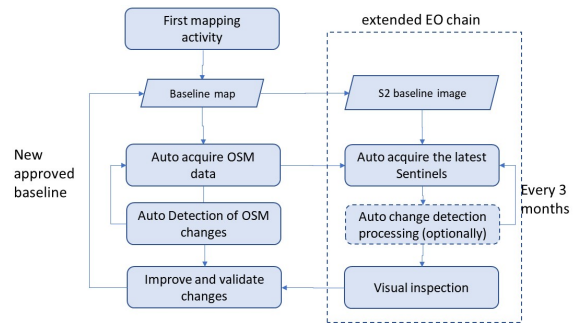 extended EO chain
First mapping
activity
Baseline map
S2 baseline image
New
approved
baseline
Auto acquire OSM
data
Auto acquire the latest
Sentinels
Every 3
months
Auto Detection of OSM
changes
Auto change detection
processing (optionally)
Improve and validate
changes
Visual inspection